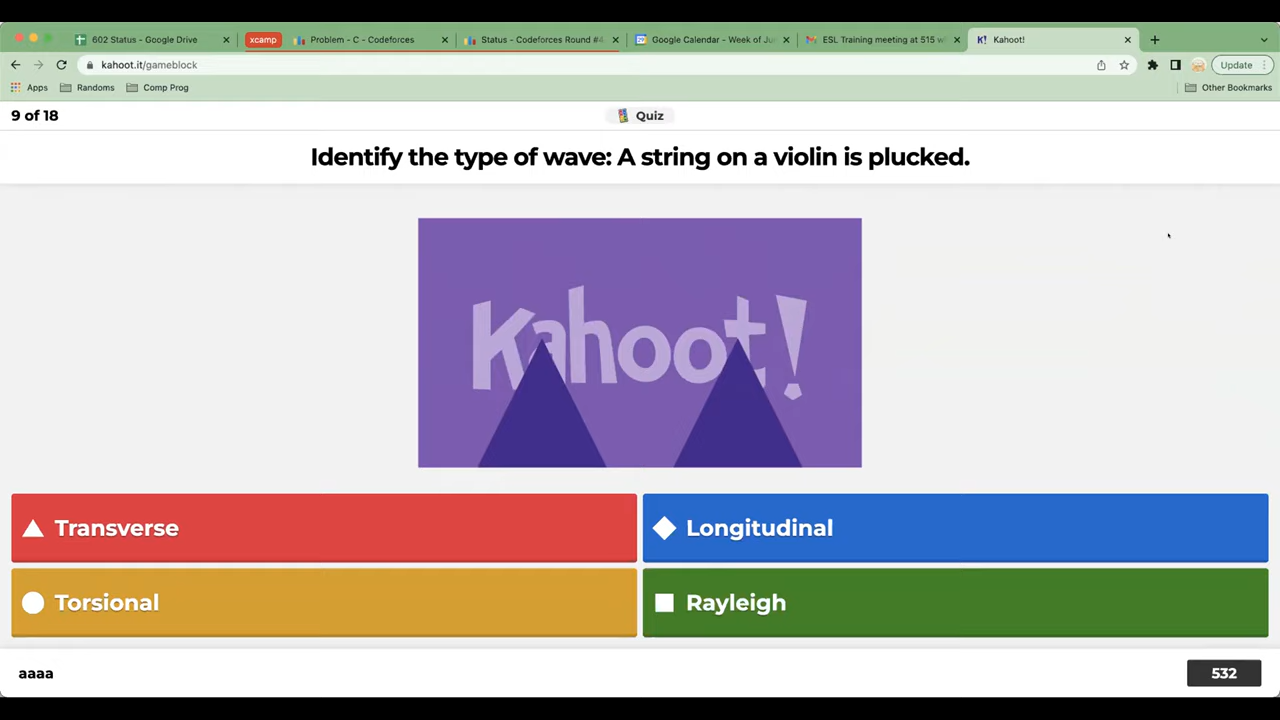 602 Status - Google Drive
xcamp
Problem - C - Codeforces
Status - Codeforces Round #4
Google Calendar - Week of Ju
ESL Training meeting at 515 w
Kahoot!
kahoot.it/gameblock
Update
Apps
Randoms
Comp Prog
Other Bookmarks
9 of 18
Quiz
Identify the type of wave: A string on a violin is plucked.
Kahoot!
Transverse
Longitudinal
Torsional
Rayleigh
aaaa
532